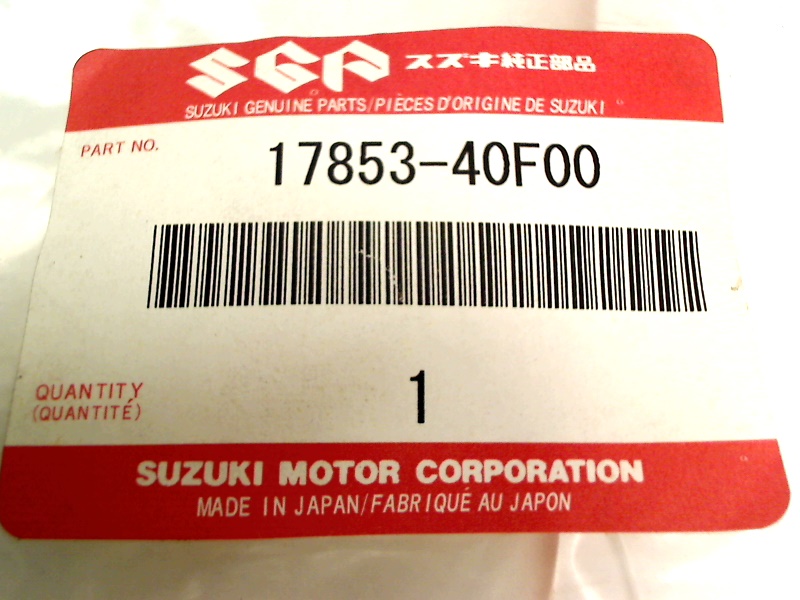 SGP スズキ純正部品
SUZUKI GENUINE PARTS/PIÈCES D'ORIGINE DE SUZUKI
PART NO.
17853-40F00
QUANTITY
(QUANTITÉ)
1
SUZUKI MOTOR CORPORATION
MADE IN JAPAN/FABRIQUÉ AU JAPON